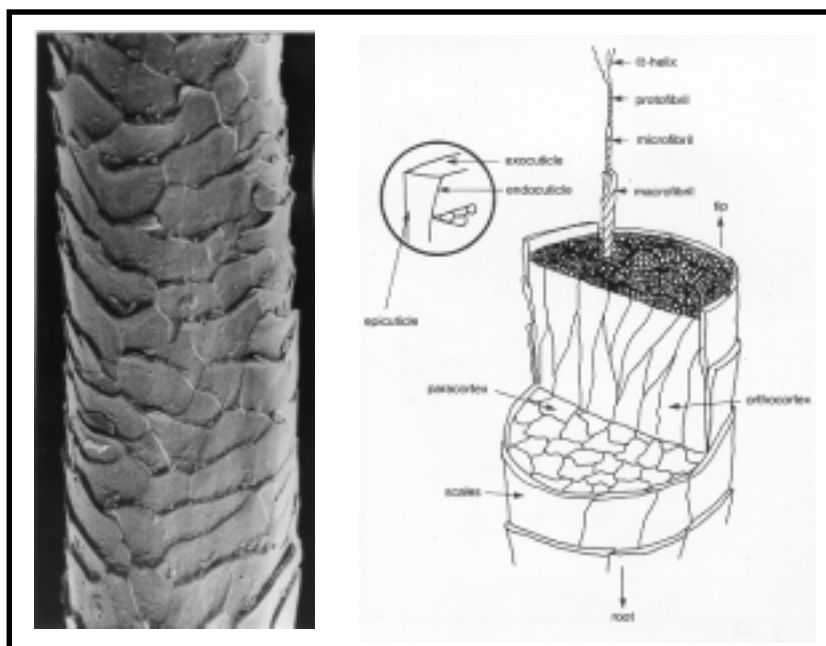 α-helix
protofibril
microfibril
macrofibril
tip
exocuticle
endocuticle
epicuticle
paracortex
orthocortex
scales
root